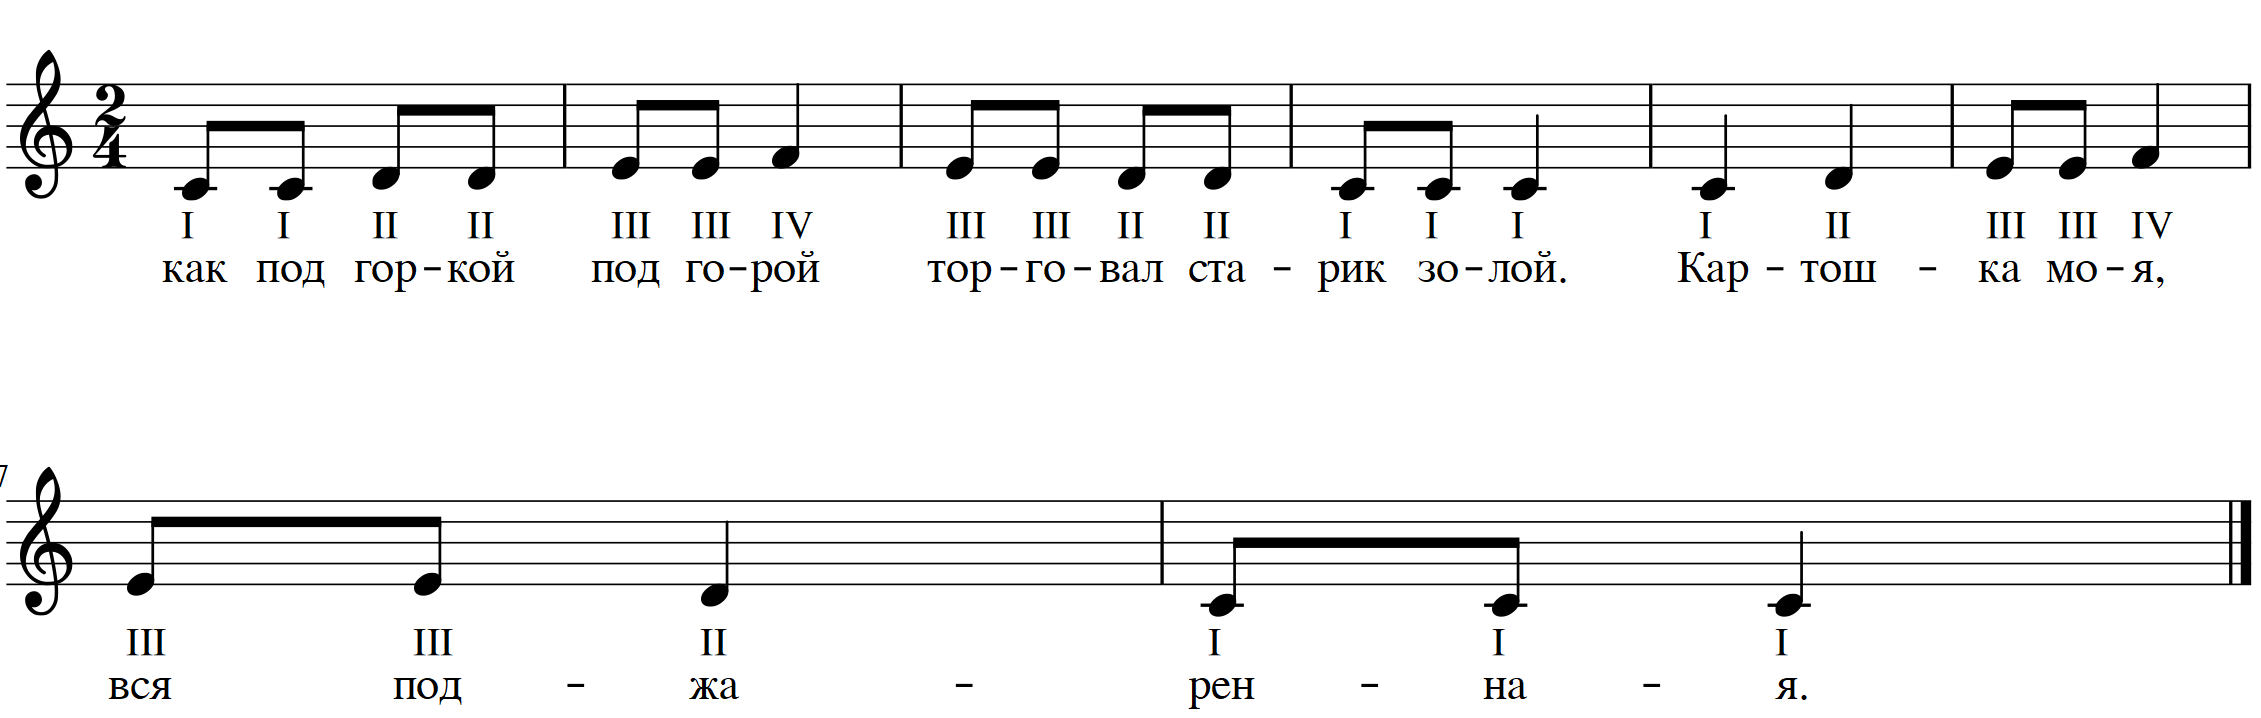 2
4
I I II II III III IV III III II II I I I I II III III IV
как под гор-кой под го-рой тор-го-вал ста-рик зо-лой. Кар-тош-ка мо-я,
7
III III II I I I
вся под-жа-рен-на-я.